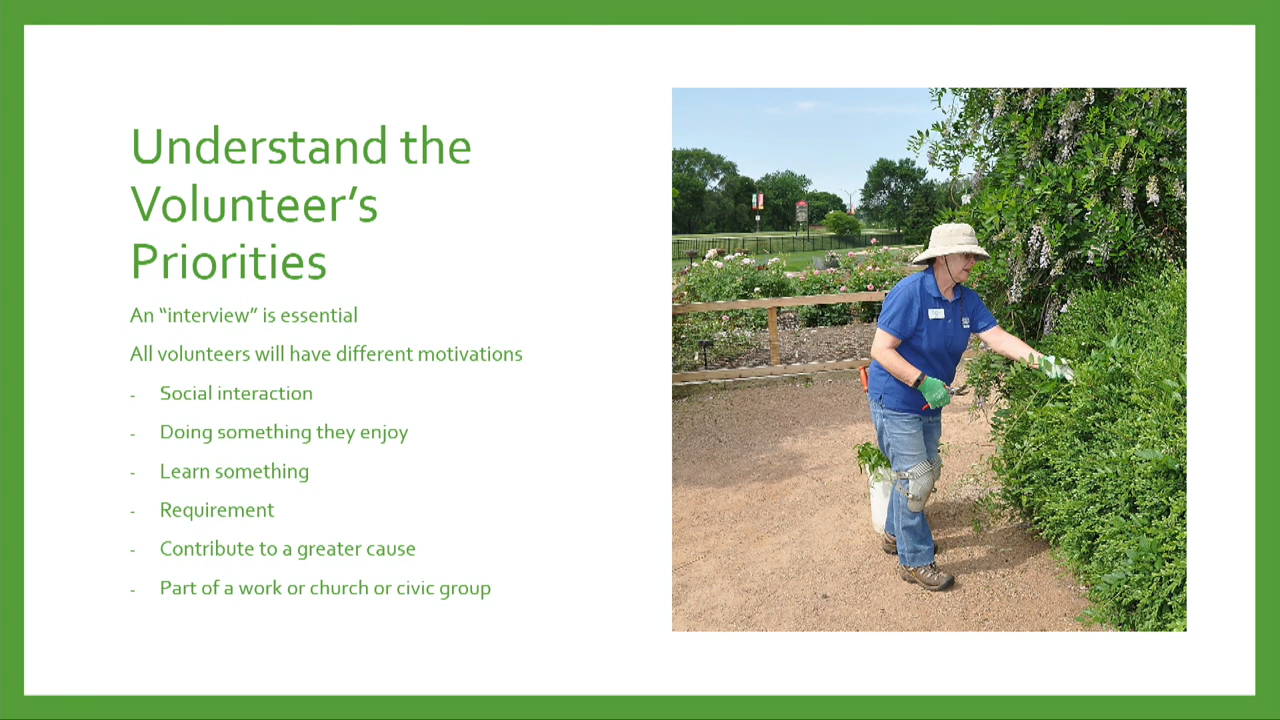 Understand the
Volunteer’s
Priorities
An “interview” is essential
All volunteers will have different motivations
- Social interaction
- Doing something they enjoy
- Learn something
- Requirement
- Contribute to a greater cause
- Part of a work or church or civic group